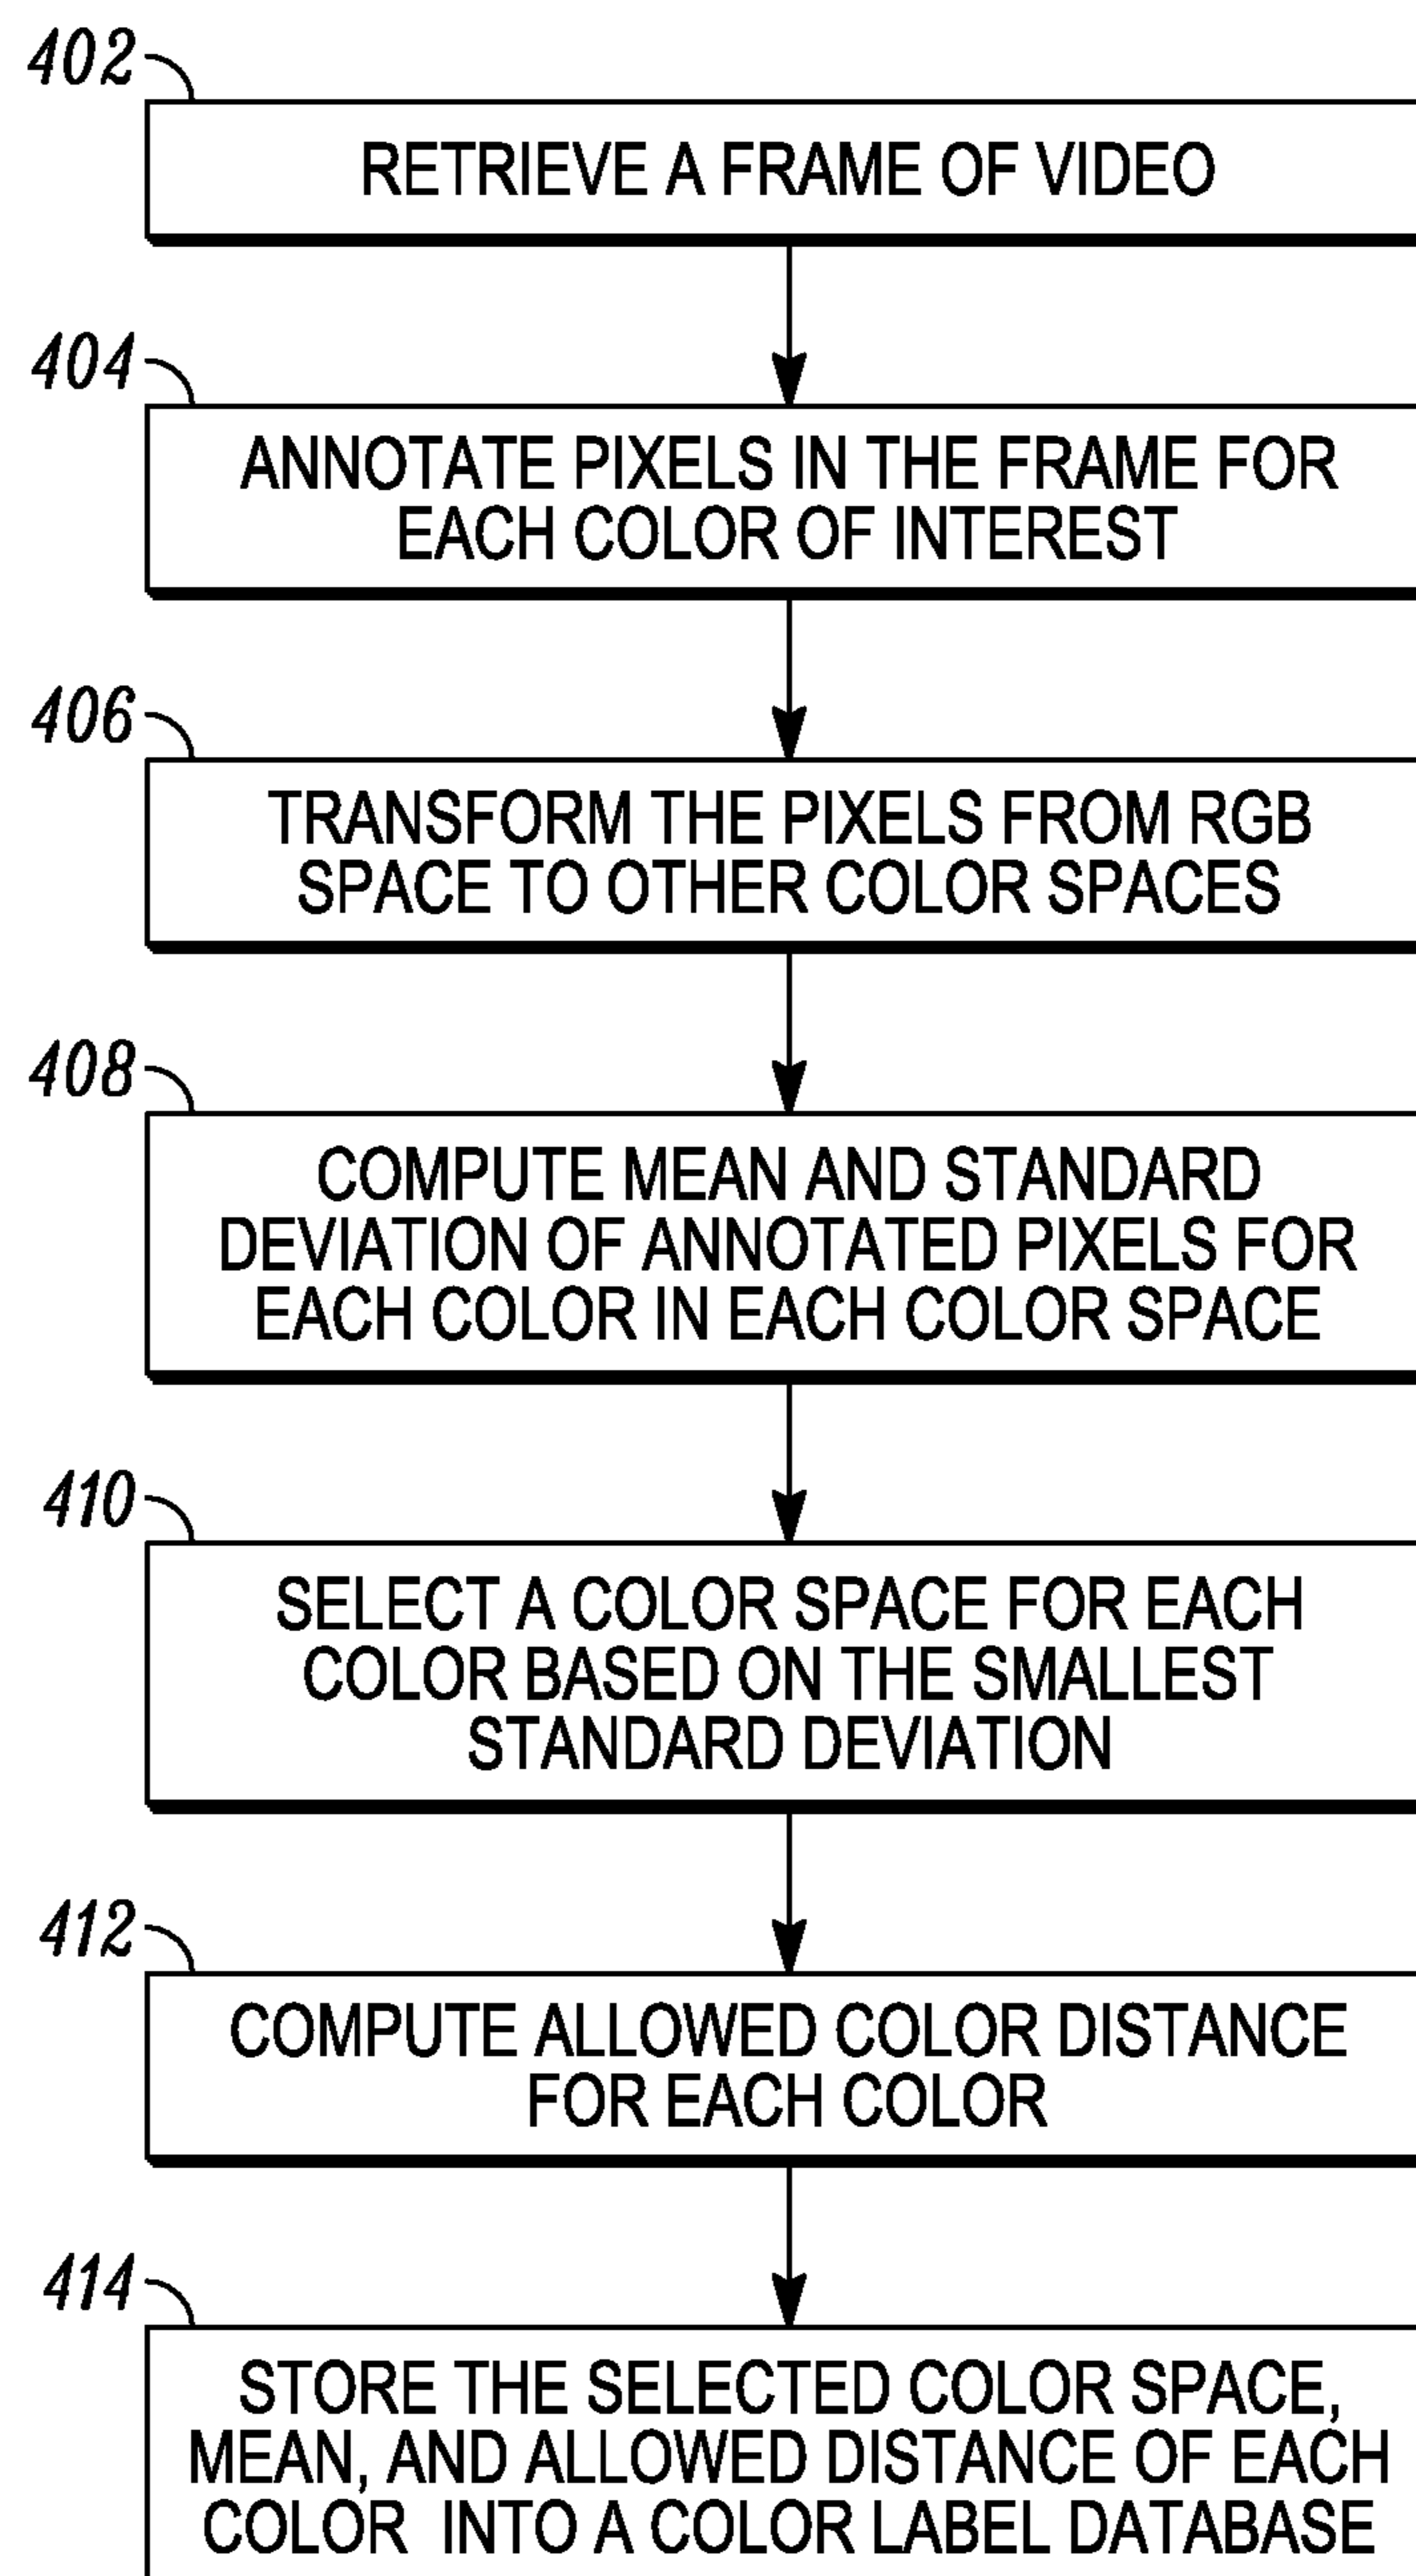 402
RETRIEVE A FRAME OF VIDEO
404
ANNOTATE PIXELS IN THE FRAME FOR
EACH COLOR OF INTEREST
406
TRANSFORM THE PIXELS FROM RGB
SPACE TO OTHER COLOR SPACES
408
COMPUTE MEAN AND STANDARD
DEVIATION OF ANNOTATED PIXELS FOR
EACH COLOR IN EACH COLOR SPACE
410
SELECT A COLOR SPACE FOR EACH
COLOR BASED ON THE SMALLEST
STANDARD DEVIATION
412
COMPUTE ALLOWED COLOR DISTANCE
FOR EACH COLOR
414
STORE THE SELECTED COLOR SPACE,
MEAN, AND ALLOWED DISTANCE OF EACH
COLOR INTO A COLOR LABEL DATABASE